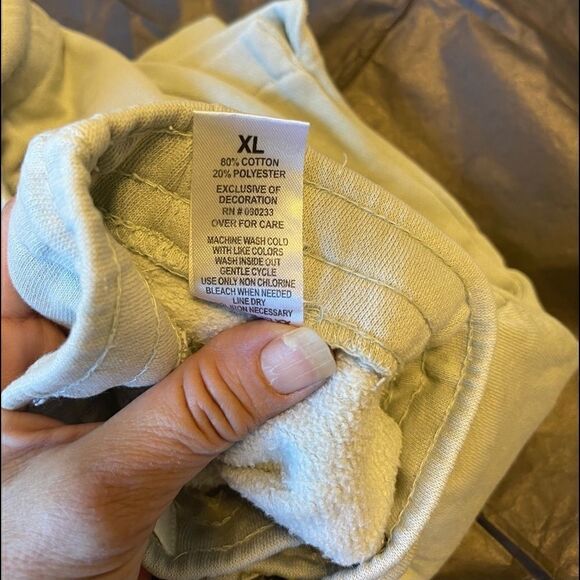 XL
80% COTTON
20% POLYESTER
EXCLUSIVE OF
DECORATION
RN # 090233
OVER FOR CARE
MACHINE WASH COLD
WITH LIKE COLORS
WASH INSIDE OUT
GENTLE CYCLE
USE ONLY NON CHLORINE
BLEACH WHEN NEEDED
LINE DRY
NECESSARY